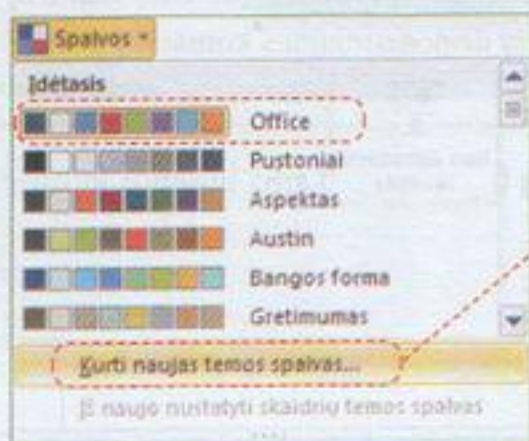 Spalvos
Įdėtasis
Office
Pustoniai
Aspektas
Austin
Bangos forma
Gretimumas
Kurti naujas temos spalvas...
Iš naujo nustatyti skaidrių temos spalvas